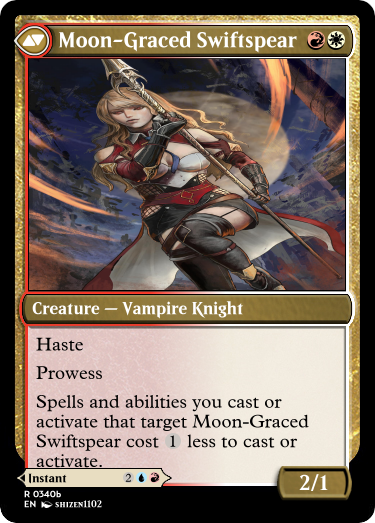 Moon-Graced Swiftspear
Creature — Vampire Knight
Haste
Prowess
Spells and abilities you cast or
activate that target Moon-Graced
Swiftspear cost 1 less to cast or
activate.
Instant 2
2/1
R 0340b
EN SHIZEN1102